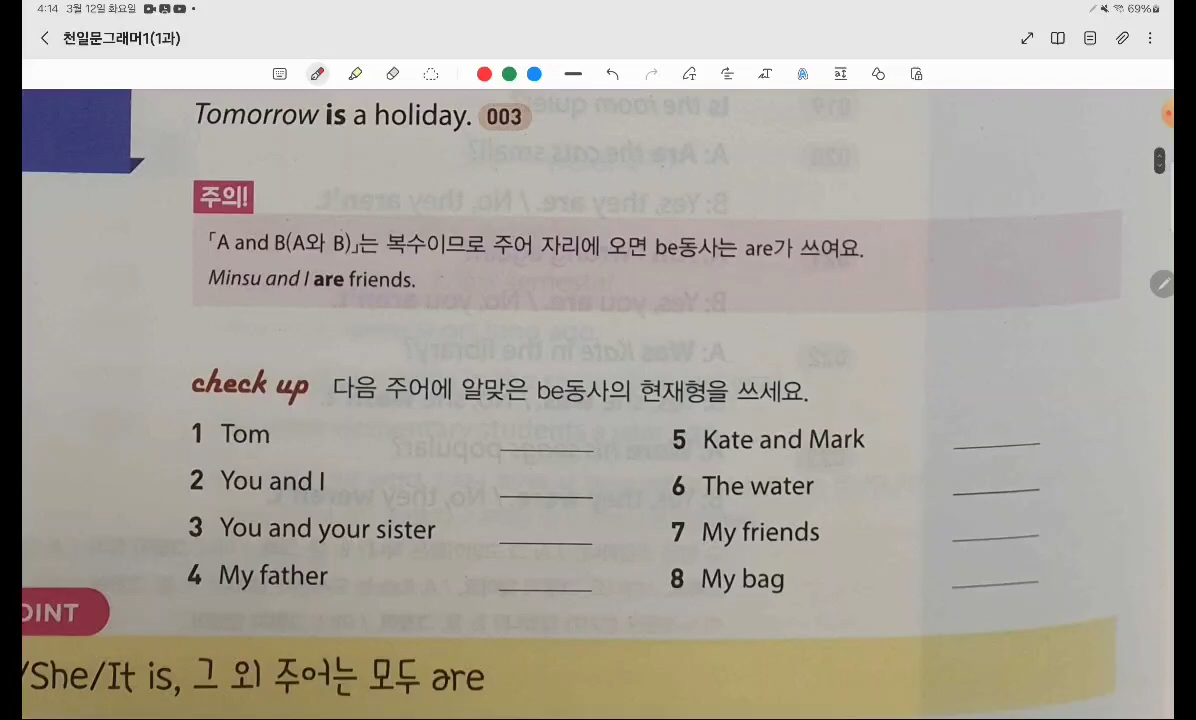 4:14 3월 12일 화요일
69%
천일문그래머1(1과)
Tomorrow is a holiday. 003
주의!
「A and B(A와 B)」는 복수이므로 주어 자리에 오면 be동사는 are가 쓰여요.
Minsu and I are friends.
check up 다음 주어에 알맞은 be동사의 현재형을 쓰세요.
1 Tom
2 You and I
3 You and your sister
4 My father
5 Kate and Mark
6 The water
7 My friends
8 My bag
OINT
/She/It is, 그 외 주어는 모두 are